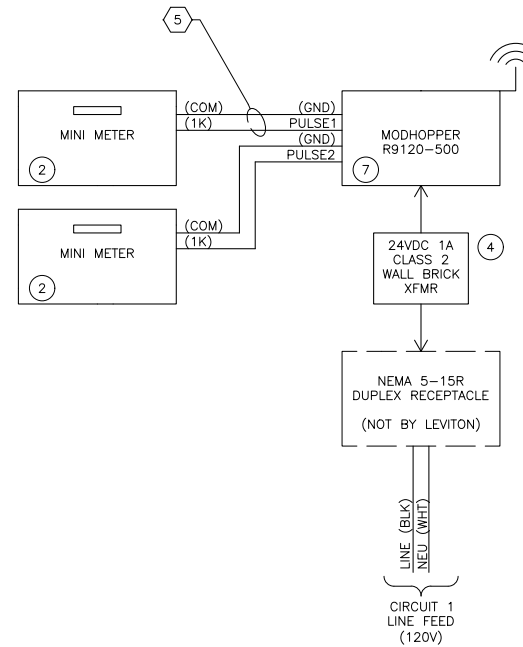 5
(COM)
(1K)
(GND)
PULSE1
(GND)
PULSE2
MINI METER
2
MODHOPPER
R9120-500
7
MINI METER
(COM)
(1K)
2
24VDC 1A
CLASS 2
WALL BRICK
XFMR
4
NEMA 5-15R
DUPLEX RECEPTACLE
(NOT BY LEVITON)
LINE (BLK)
NEU (WHT)
CIRCUIT 1
LINE FEED
(120V)